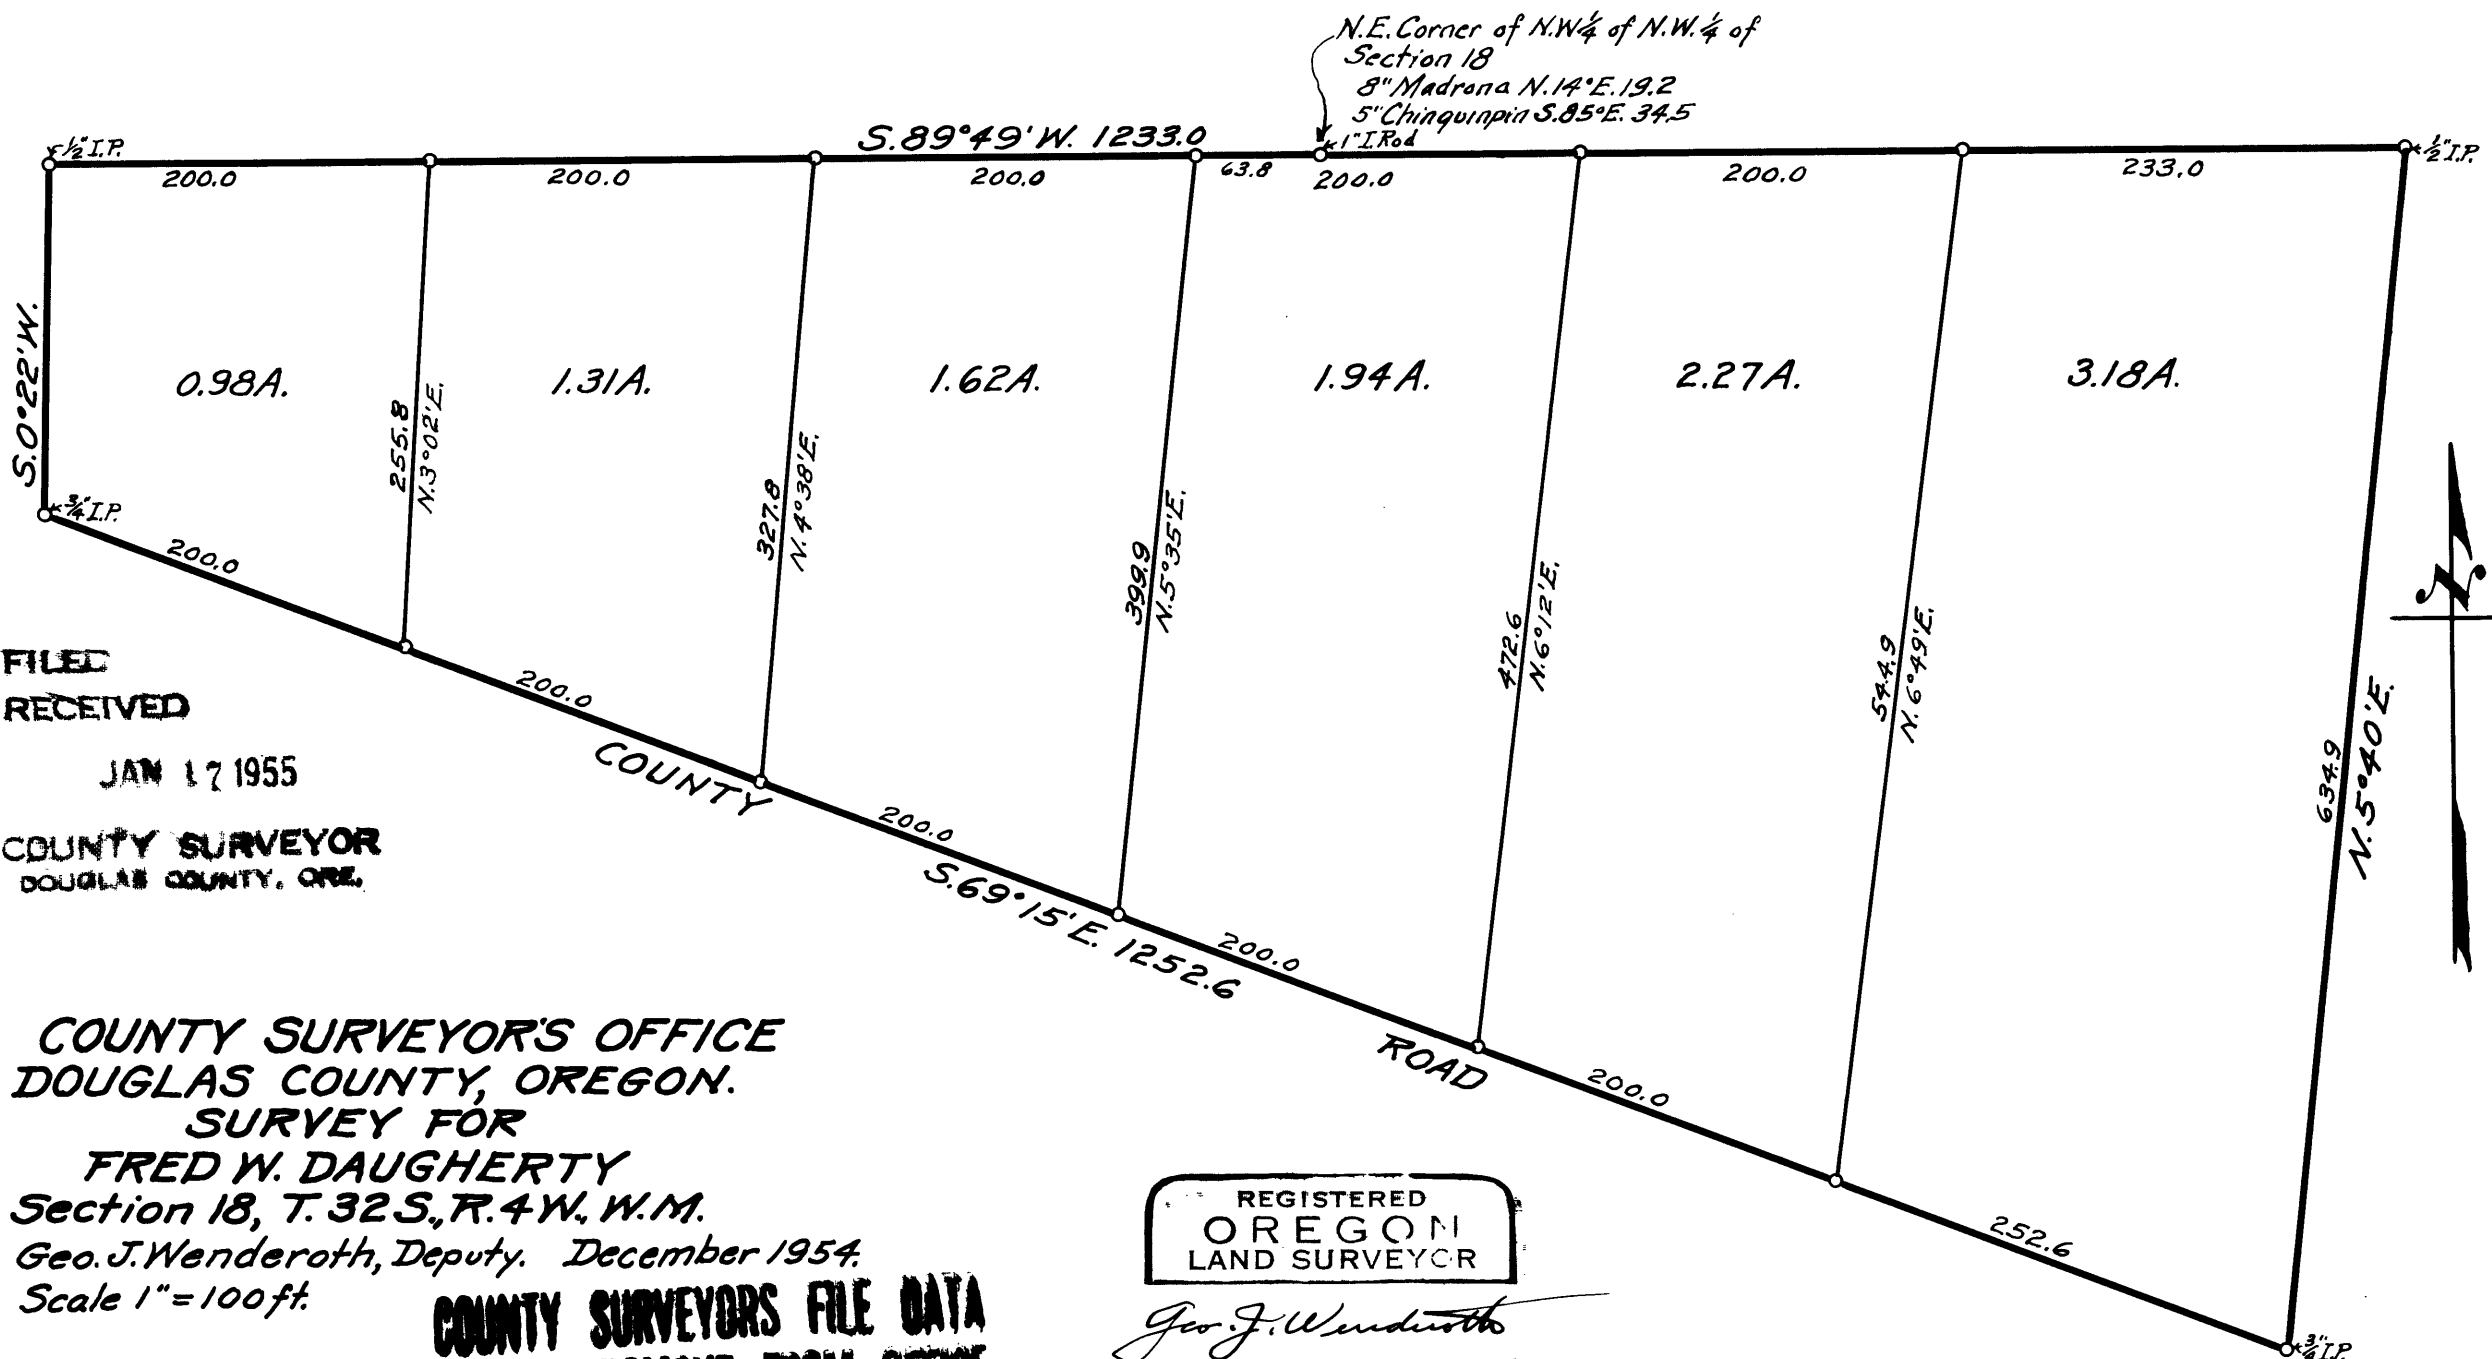 N.E. Corner of N.W¼ of N.W.¼ of
Section 18
8" Madrona N.14°E. 19.2
5" Chinquinpin S.85°E. 34.5
1" I. Rod
½" I.P.
S.89°49'W. 1233.0
½" I.P.
200.0
200.0
200.0
63.8
200.0
200.0
233.0
S.0°22'W.
0.98A.
1.31A.
1.62A.
1.94A.
2.27A.
3.18A.
255.8
N.3°02'E.
327.8
N.4°38'E.
399.9
N.5°35'E.
472.6
N.6°12'E.
544.9
N.6°49'E.
634.9
N.5°40'E.
N
¾" I.P.
200.0
200.0
200.0
200.0
200.0
252.6
COUNTY
S.69°15'E. 1252.6
ROAD
¾" I.P.
FILED
RECEIVED
JAN 17 1955
COUNTY SURVEYOR
DOUGLAS COUNTY, ORE.
COUNTY SURVEYOR'S OFFICE
DOUGLAS COUNTY, OREGON.
SURVEY FOR
FRED W. DAUGHERTY
Section 18, T. 32 S., R. 4 W., W.M.
Geo. J. Wenderoth, Deputy. December 1954.
Scale 1" = 100 ft.
COUNTY SURVEYORS FILE DATA
FROM OFFICE
REGISTERED
OREGON
LAND SURVEYOR
Geo. J. Wenderoth